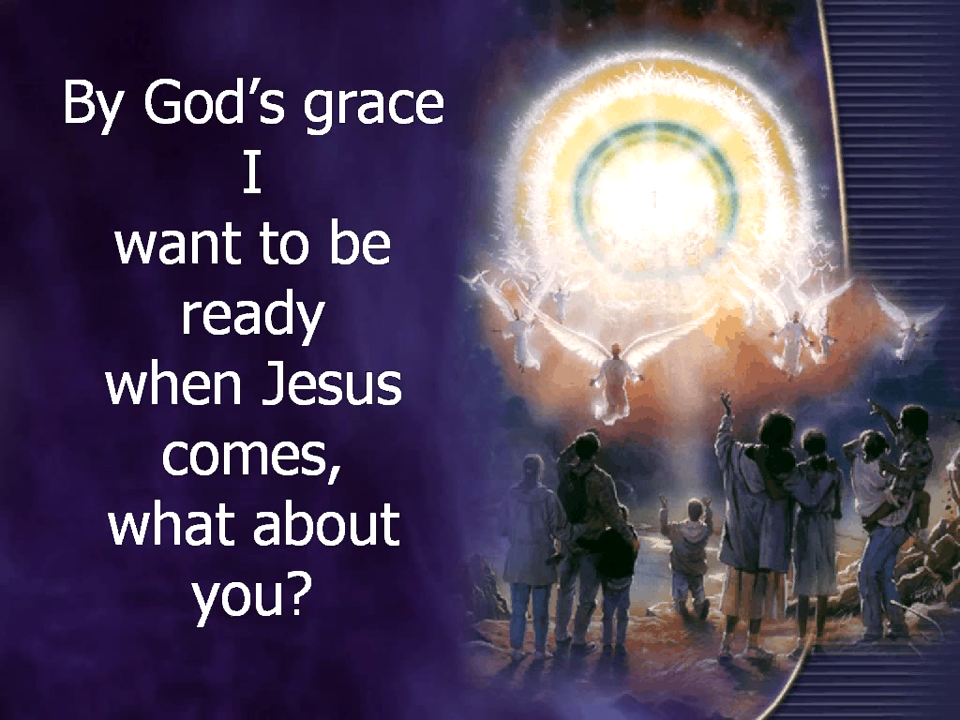 By God’s grace
I
want to be
ready
when Jesus
comes,
what about
you?